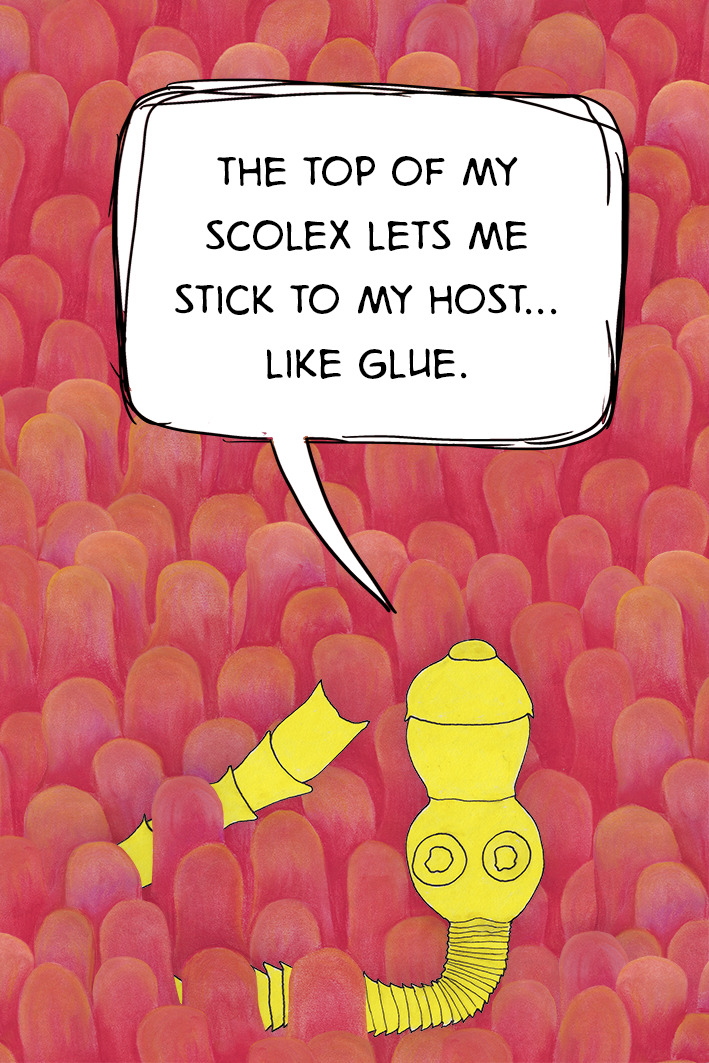 THE TOP OF MY
SCOLEX LETS ME
STICK TO MY HOST...
LIKE GLUE.